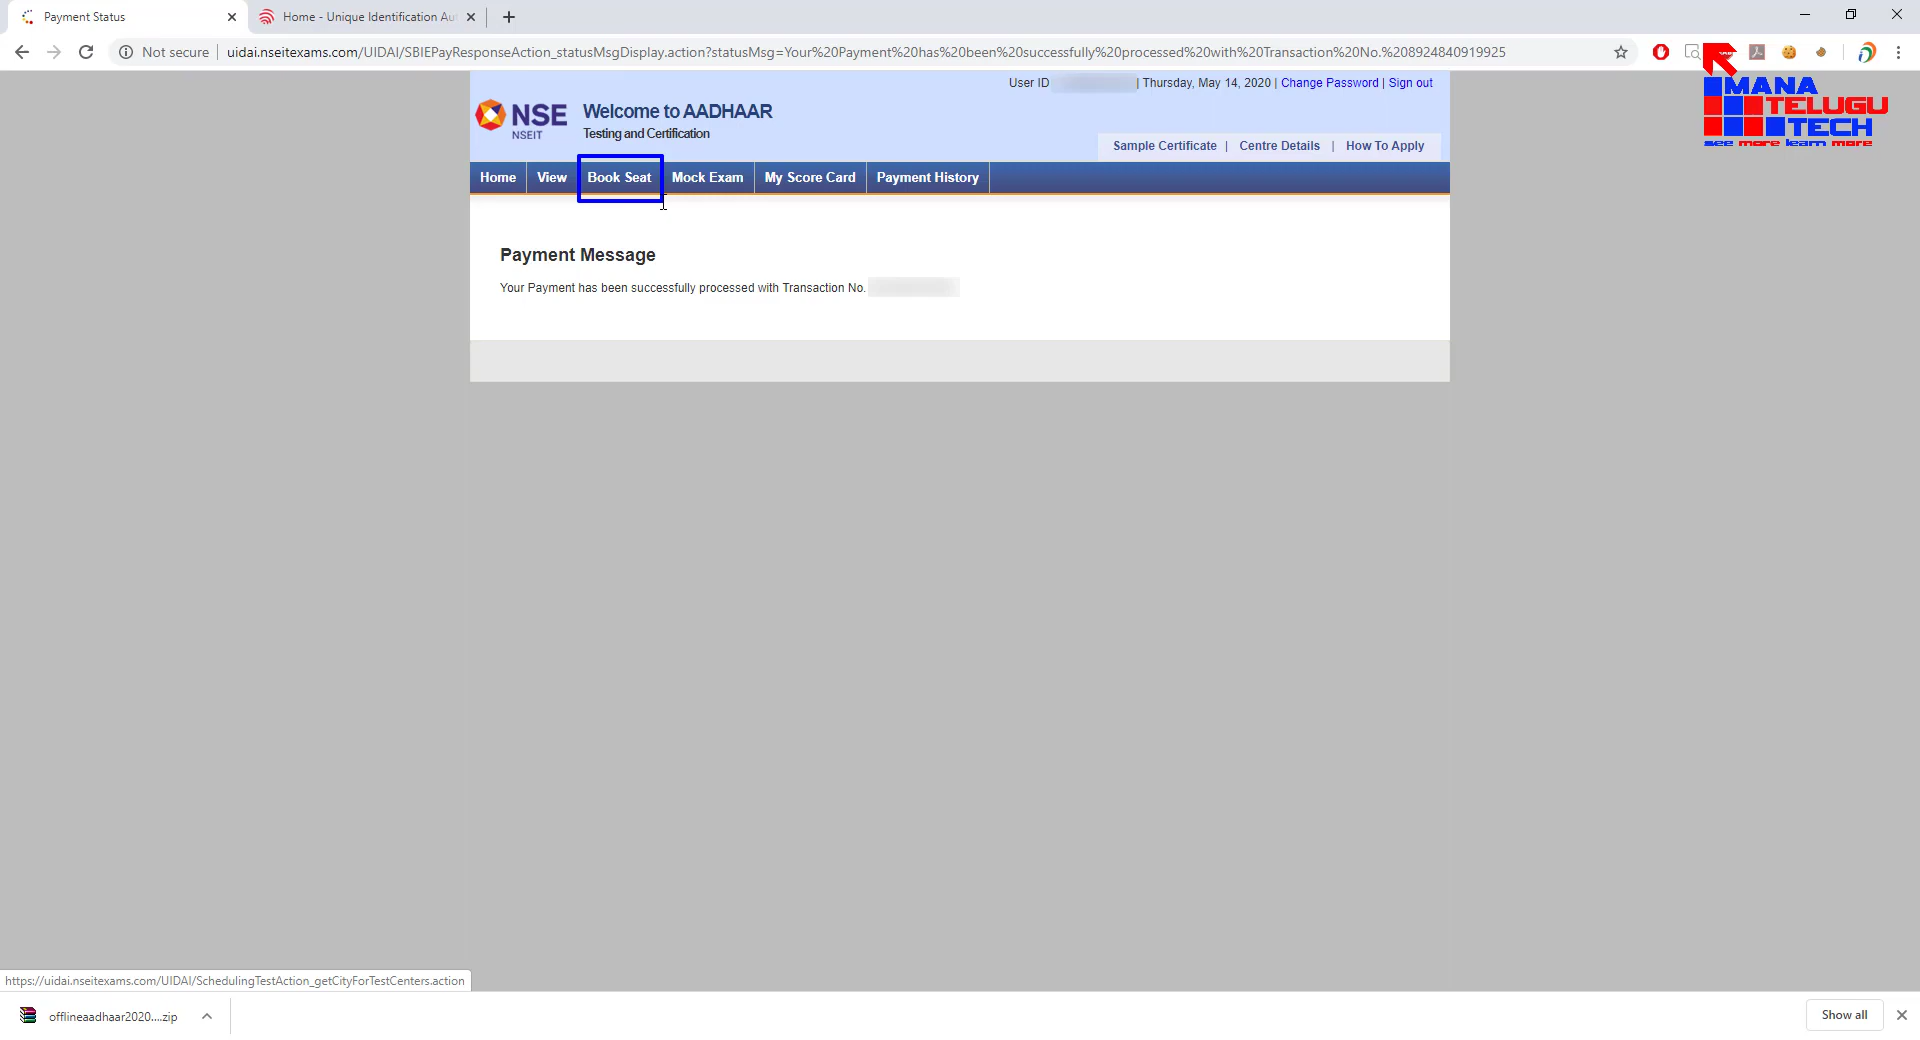 Payment Status
Home - Unique Identification Au
Not secure
uidai.nseitexams.com/UIDAI/SBIEPayResponseAction_statusMsgDisplay.action?statusMsg=Your%20Payment%20has%20been%20successfully%20processed%20with%20Transaction%20No.%208924840919925
MANA
TELUGU
TECH
see more learn more
User ID | Thursday, May 14, 2020 | Change Password | Sign out
NSE
NSEIT
Welcome to AADHAAR
Testing and Certification
Sample Certificate | Centre Details | How To Apply
Home View Book Seat Mock Exam My Score Card Payment History
Payment Message
Your Payment has been successfully processed with Transaction No.
https://uidai.nseitexams.com/UIDAI/SchedulingTestAction_getCityForTestCenters.action
offlineaadhaar2020....zip
Show all